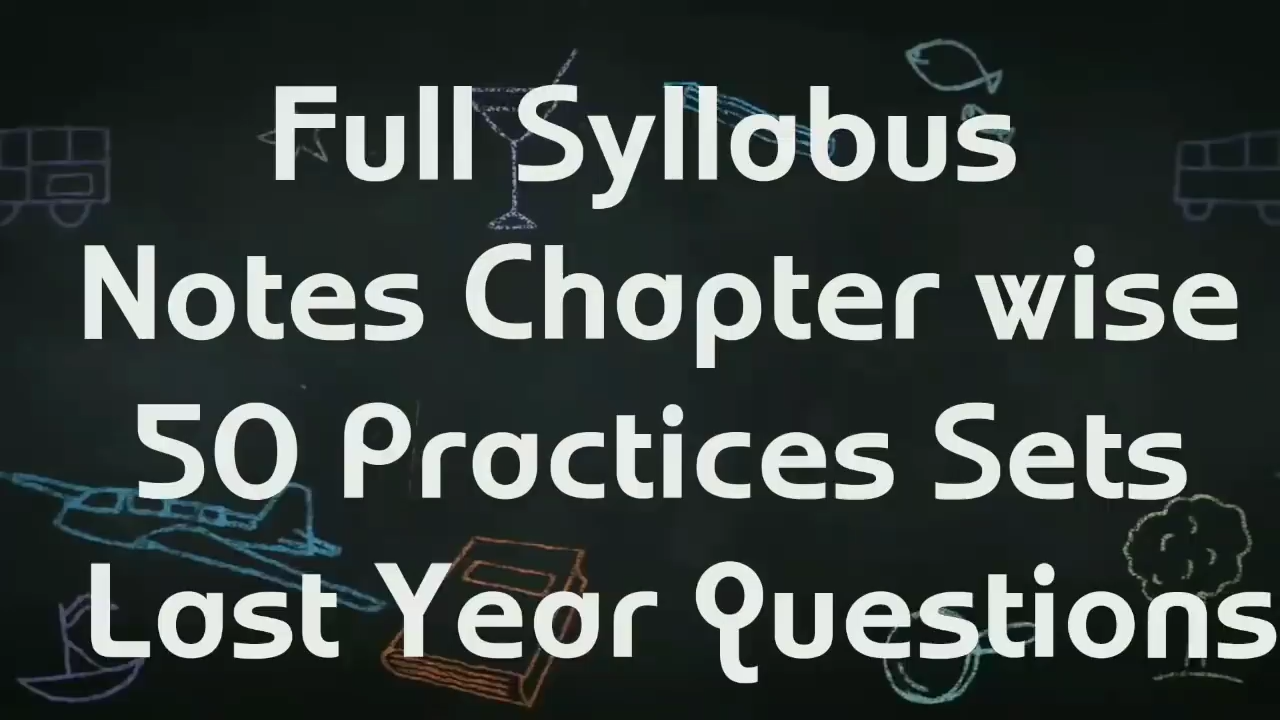 Full Syllabus
Notes Chapter wise
50 Practices Sets
Last Year Questions